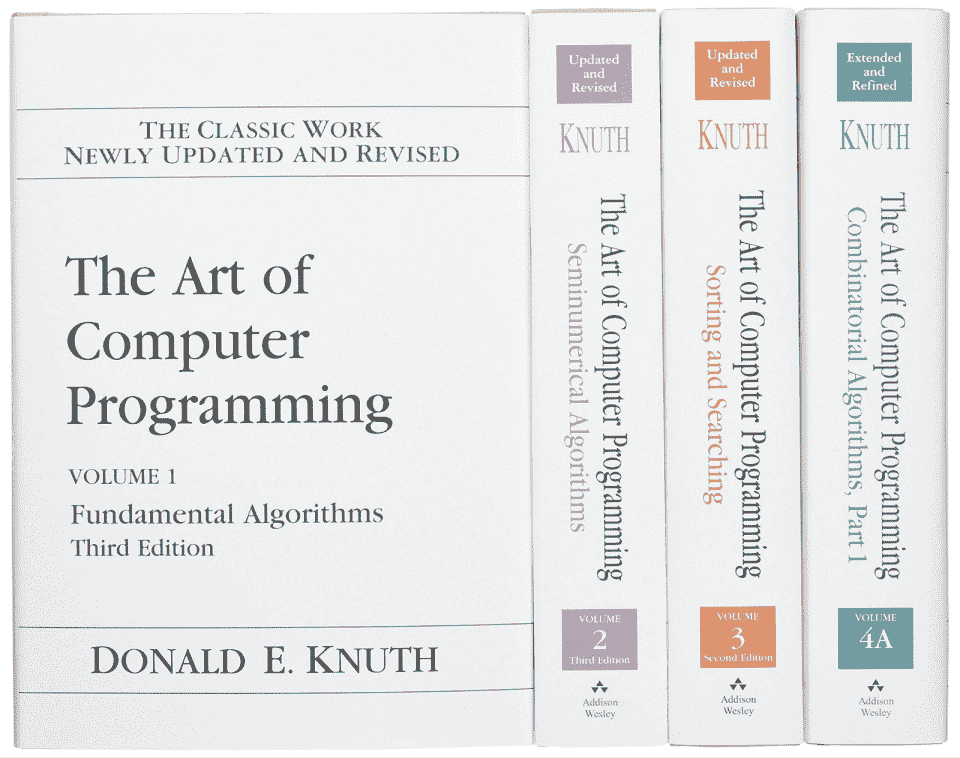 THE CLASSIC WORK
NEWLY UPDATED AND REVISED
The Art of
Computer
Programming
VOLUME 1
Fundamental Algorithms
Third Edition
DONALD E. KNUTH
Updated
and
Revised
KNUTH
The Art of Computer Programming
Seminumerical Algorithms
VOLUME
2
Third Edition
Addison
Wesley
Updated
and
Revised
KNUTH
The Art of Computer Programming
Sorting and Searching
VOLUME
3
Second Edition
Addison
Wesley
Extended
and
Refined
KNUTH
The Art of Computer Programming
Combinatorial Algorithms, Part 1
VOLUME
4A
Addison
Wesley